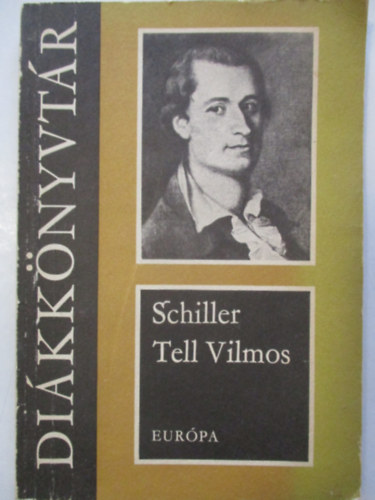 DIÁKKÖNYVTÁR
Schiller
Tell Vilmos
EURÓPA